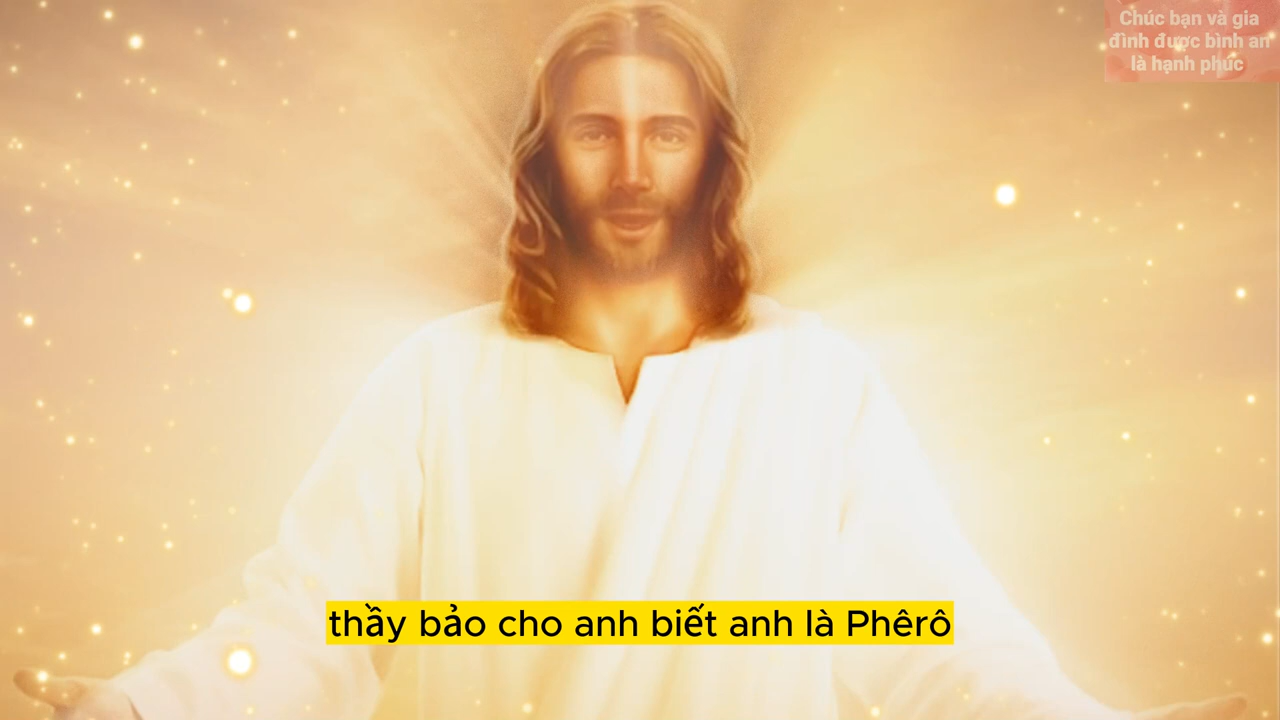 Chúc bạn và gia
đình được bình an
là hạnh phúc
thầy bảo cho anh biết anh là Phêrô